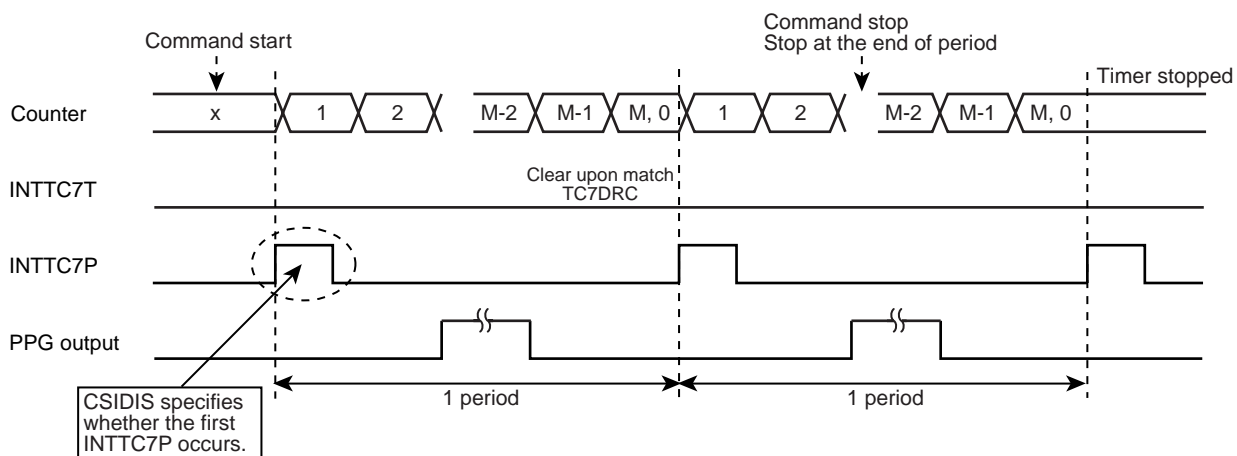 Command start
Command stop
Stop at the end of period
Timer stopped
Counter
x
1
2
M-2
M-1
M, 0
1
2
M-2
M-1
M, 0
INTTC7T
Clear upon match
TC7DRC
INTTC7P
PPG output
CSIDIS specifies
whether the first
INTTC7P occurs.
1 period
1 period